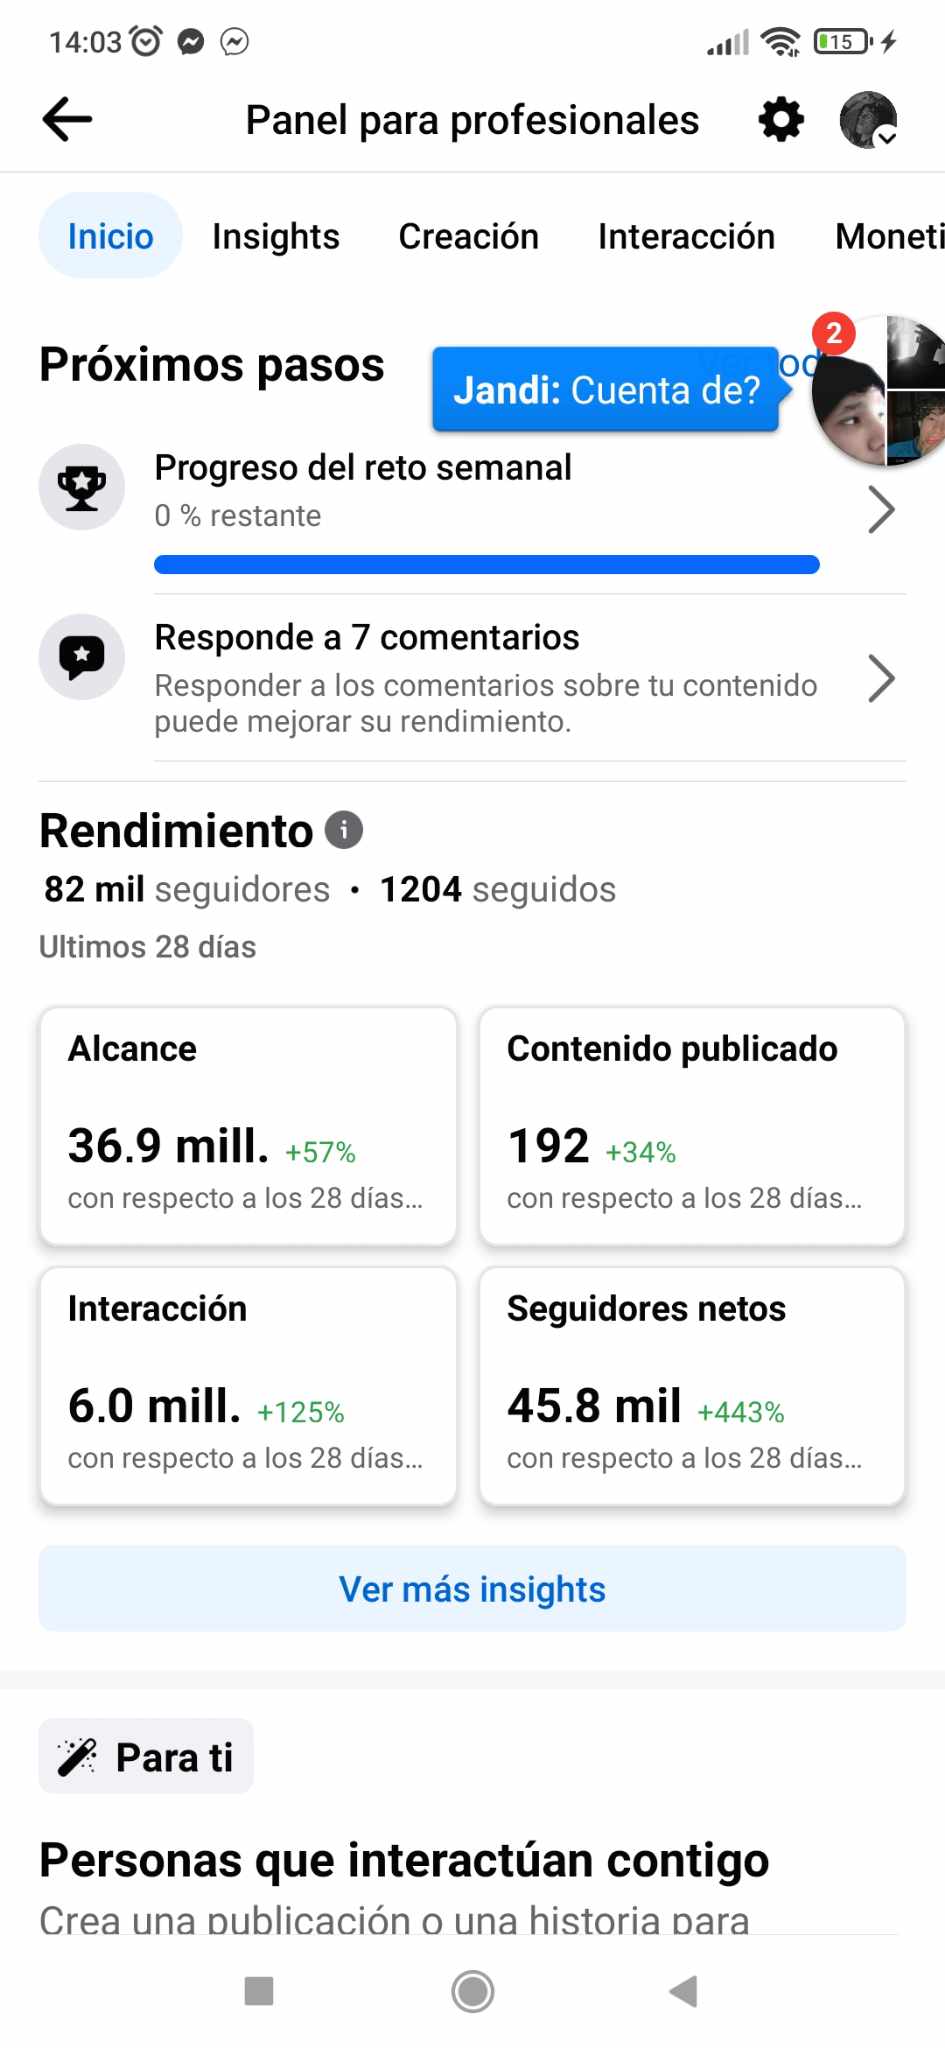 14:03
15
Panel para profesionales
Inicio Insights Creación Interacción Moneti
Próximos pasos
2
Jandi: Cuenta de?
Progreso del reto semanal
0 % restante
Responde a 7 comentarios
Responder a los comentarios sobre tu contenido
puede mejorar su rendimiento.
Rendimiento
82 mil seguidores • 1204 seguidos
Ultimos 28 días
Alcance
36.9 mill. +57%
con respecto a los 28 días...
Contenido publicado
192 +34%
con respecto a los 28 días...
Interacción
6.0 mill. +125%
con respecto a los 28 días...
Seguidores netos
45.8 mil +443%
con respecto a los 28 días...
Ver más insights
Para ti
Personas que interactúan contigo
Crea una publicación o una historia para